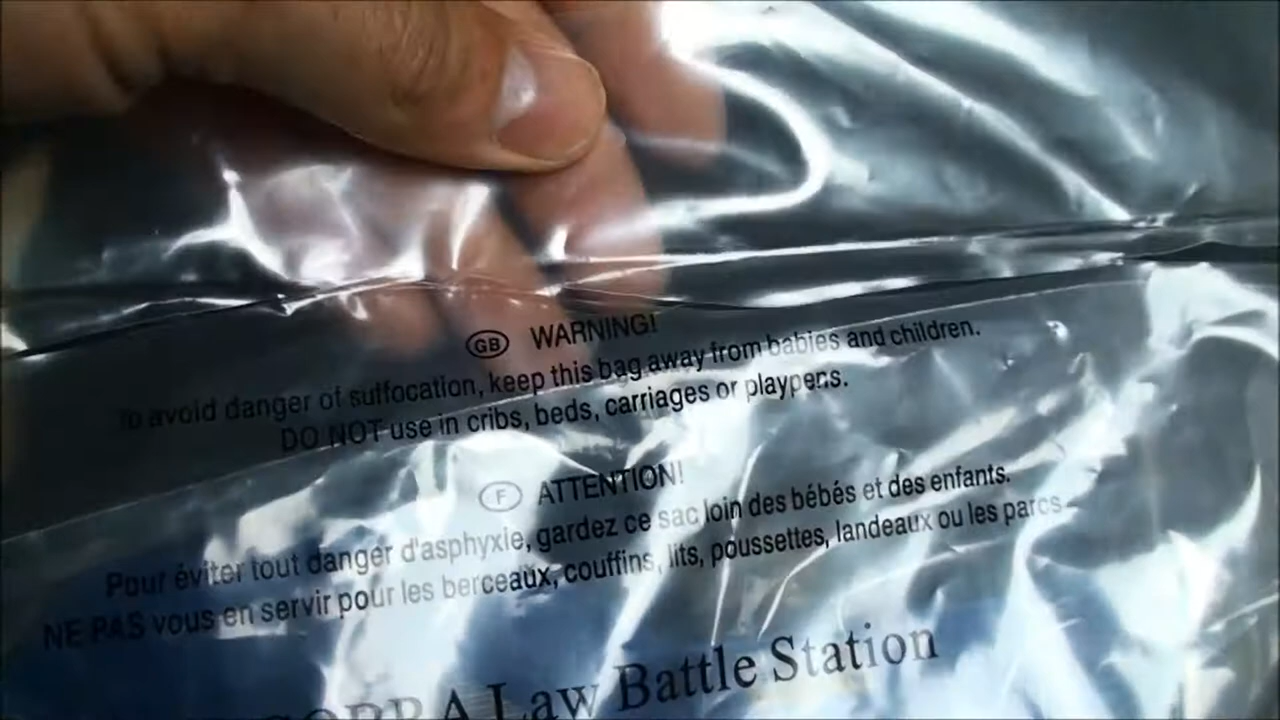 GB WARNING!
To avoid danger of suffocation, keep this bag away from babies and children.
DO NOT use in cribs, beds, carriages or playpens.
F ATTENTION!
Pour éviter tout danger d'asphyxie, gardez ce sac loin des bébés et des enfants.
NE PAS vous en servir pour les berceaux, couffins, lits, poussettes, landeaux ou les parcs
COBRA Law Battle Station